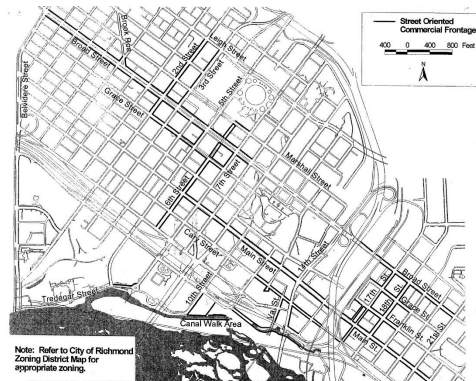 Street Oriented
Commercial Frontage
400 0 400 800 Feet
N
Belvidere Street
Broad Street
Brook Road
2nd Street
Leigh Street
3rd Street
5th Street
Grace Street
Marshall Street
7th Street
6th Street
Cary Street
Main Street
14th Street
Broad Street
10th Street
Tredegar Street
Canal Walk Area
17th St.
18th St.
Grace St.
21st St.
Franklin St.
Main St.
Note: Refer to City of Richmond
Zoning District Map for
appropriate zoning.